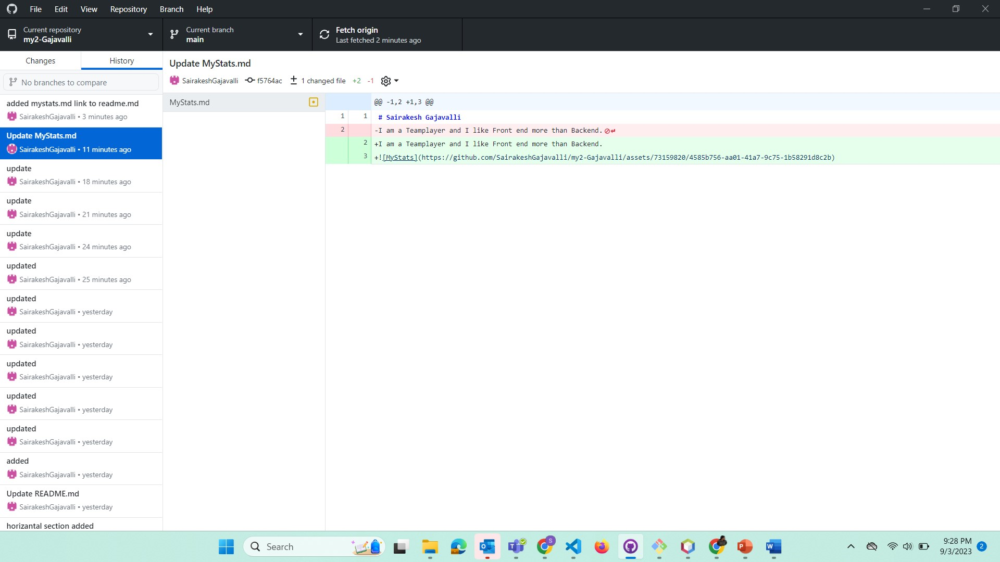 File Edit View Repository Branch Help
Current repository
my2-Gajavalli
Current branch
main
Fetch origin
Last fetched 2 minutes ago
Changes
History
No branches to compare
added mystats.md link to readme.md
SairakeshGajavalli • 3 minutes ago
Update MyStats.md
SairakeshGajavalli • 11 minutes ago
update
SairakeshGajavalli • 18 minutes ago
update
SairakeshGajavalli • 21 minutes ago
update
SairakeshGajavalli • 24 minutes ago
updated
SairakeshGajavalli • 25 minutes ago
updated
SairakeshGajavalli • yesterday
updated
SairakeshGajavalli • yesterday
updated
SairakeshGajavalli • yesterday
updated
SairakeshGajavalli • yesterday
updated
SairakeshGajavalli • yesterday
added
SairakeshGajavalli • yesterday
Update README.md
SairakeshGajavalli • yesterday
horizantal section added
Update MyStats.md
SairakeshGajavalli f5764ac 1 changed file +2 -1
MyStats.md
@@ -1,2 +1,3 @@
1 1 # Sairakesh Gajavalli
2 -I am a Teamplayer and I like Front end more than Backend.
2 +I am a Teamplayer and I like Front end more than Backend.
3 +![MyStats](https://github.com/SairakeshGajavalli/my2-Gajavalli/assets/73159820/4585b756-aa01-41a7-9c75-1b58291d8c2b)
Search
S
9:28 PM
9/3/2023
2